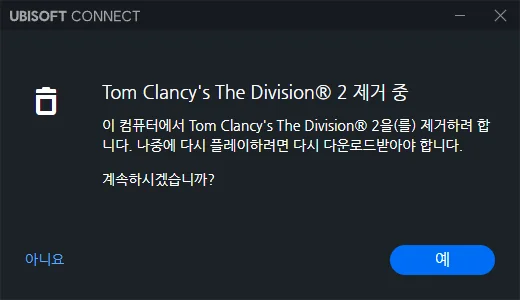 UBISOFT CONNECT
Tom Clancy's The Division® 2 제거 중
이 컴퓨터에서 Tom Clancy's The Division® 2을(를) 제거하려 합
니다. 나중에 다시 플레이하려면 다시 다운로드받아야 합니다.
계속하시겠습니까?
아니요
예